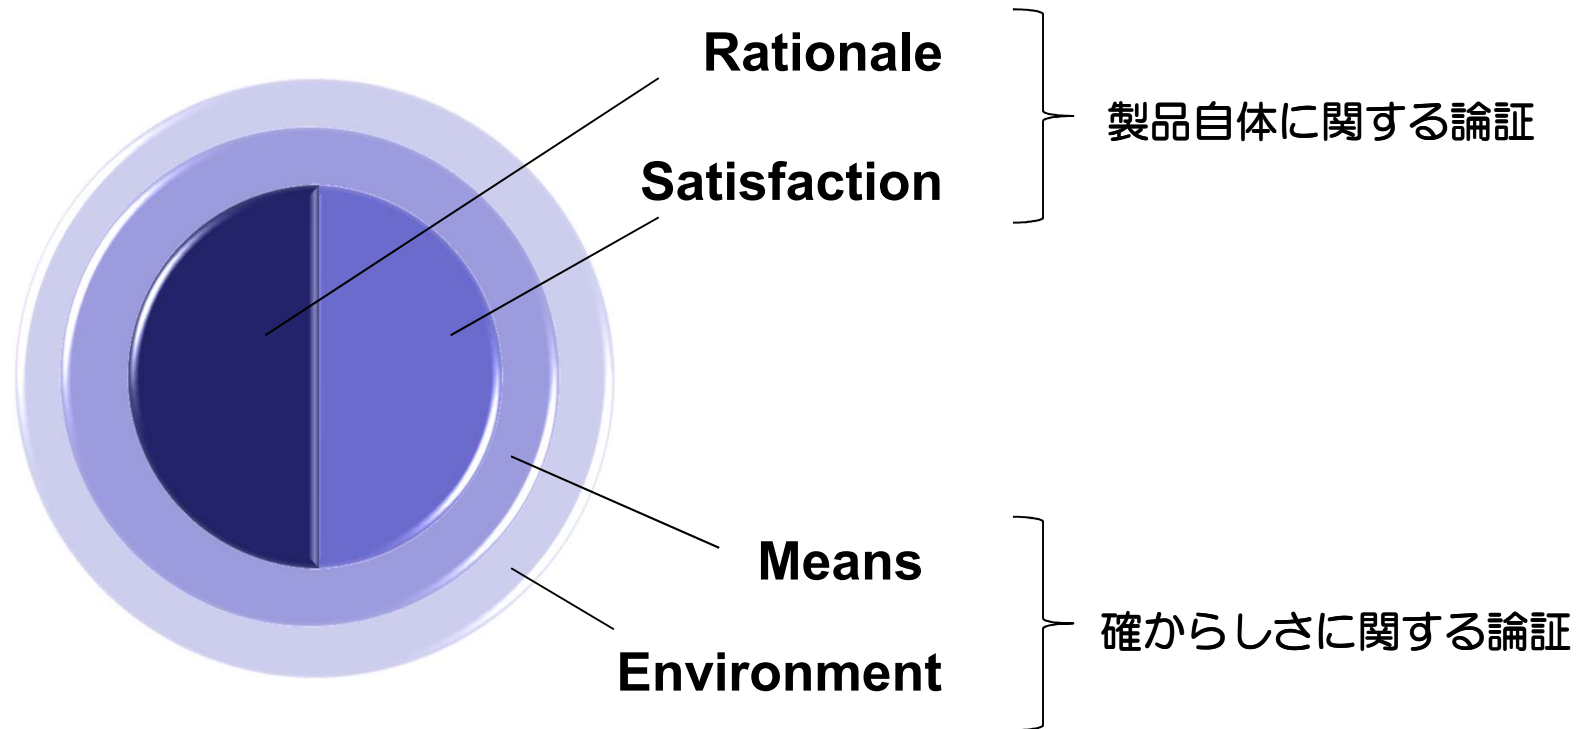 Rationale
Satisfaction
製品自体に関する論証
Means
Environment
確からしさに関する論証